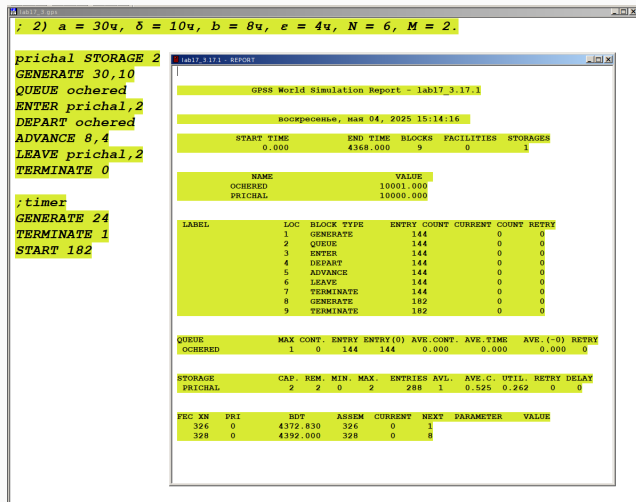 lab17_3.gps
; 2) a = 30ч, δ = 10ч, b = 8ч, ε = 4ч, N = 6, M = 2.
prichal STORAGE 2
GENERATE 30,10
QUEUE ochered
ENTER prichal,2
DEPART ochered
ADVANCE 8,4
LEAVE prichal,2
TERMINATE 0
;timer
GENERATE 24
TERMINATE 1
START 182
lab17_3.17.1 - REPORT
GPSS World Simulation Report - lab17_3.17.1
воскресенье, мая 04, 2025 15:14:16
START TIME END TIME BLOCKS FACILITIES STORAGES
0.000 4368.000 9 0 1
NAME VALUE
OCHERED 10001.000
PRICHAL 10000.000
LABEL LOC BLOCK TYPE ENTRY COUNT CURRENT COUNT RETRY
1 GENERATE 144 0 0
2 QUEUE 144 0 0
3 ENTER 144 0 0
4 DEPART 144 0 0
5 ADVANCE 144 0 0
6 LEAVE 144 0 0
7 TERMINATE 144 0 0
8 GENERATE 182 0 0
9 TERMINATE 182 0 0
QUEUE MAX CONT. ENTRY ENTRY(0) AVE.CONT. AVE.TIME AVE.(-0) RETRY
OCHERED 1 0 144 144 0.000 0.000 0.000 0
STORAGE CAP. REM. MIN. MAX. ENTRIES AVL. AVE.C. UTIL. RETRY DELAY
PRICHAL 2 2 0 2 288 1 0.525 0.262 0 0
FEC XN PRI BDT ASSEM CURRENT NEXT PARAMETER VALUE
326 0 4372.830 326 0 1
328 0 4392.000 328 0 8